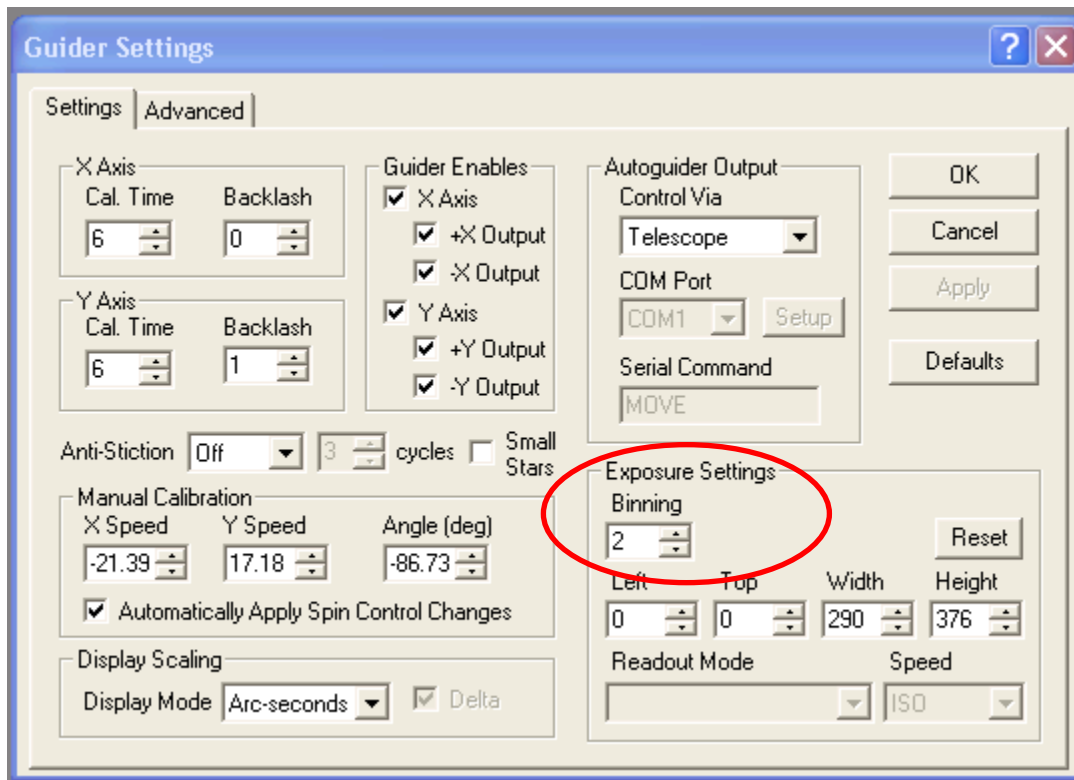 Guider Settings
Settings Advanced
X Axis
Cal. Time Backlash
6 0
Y Axis
Cal. Time Backlash
6 1
Guider Enables
X Axis
+X Output
-X Output
Y Axis
+Y Output
-Y Output
Autoguider Output
Control Via
Telescope
COM Port
COM1 Setup
Serial Command
MOVE
OK
Cancel
Apply
Defaults
Anti-Stiction Off 3 cycles Small
Stars
Manual Calibration
X Speed Y Speed Angle (deg)
-21.39 17.18 -86.73
Automatically Apply Spin Control Changes
Display Scaling
Display Mode Arc-seconds Delta
Exposure Settings
Binning
2 Reset
Left Top Width Height
0 0 290 376
Readout Mode Speed
ISO